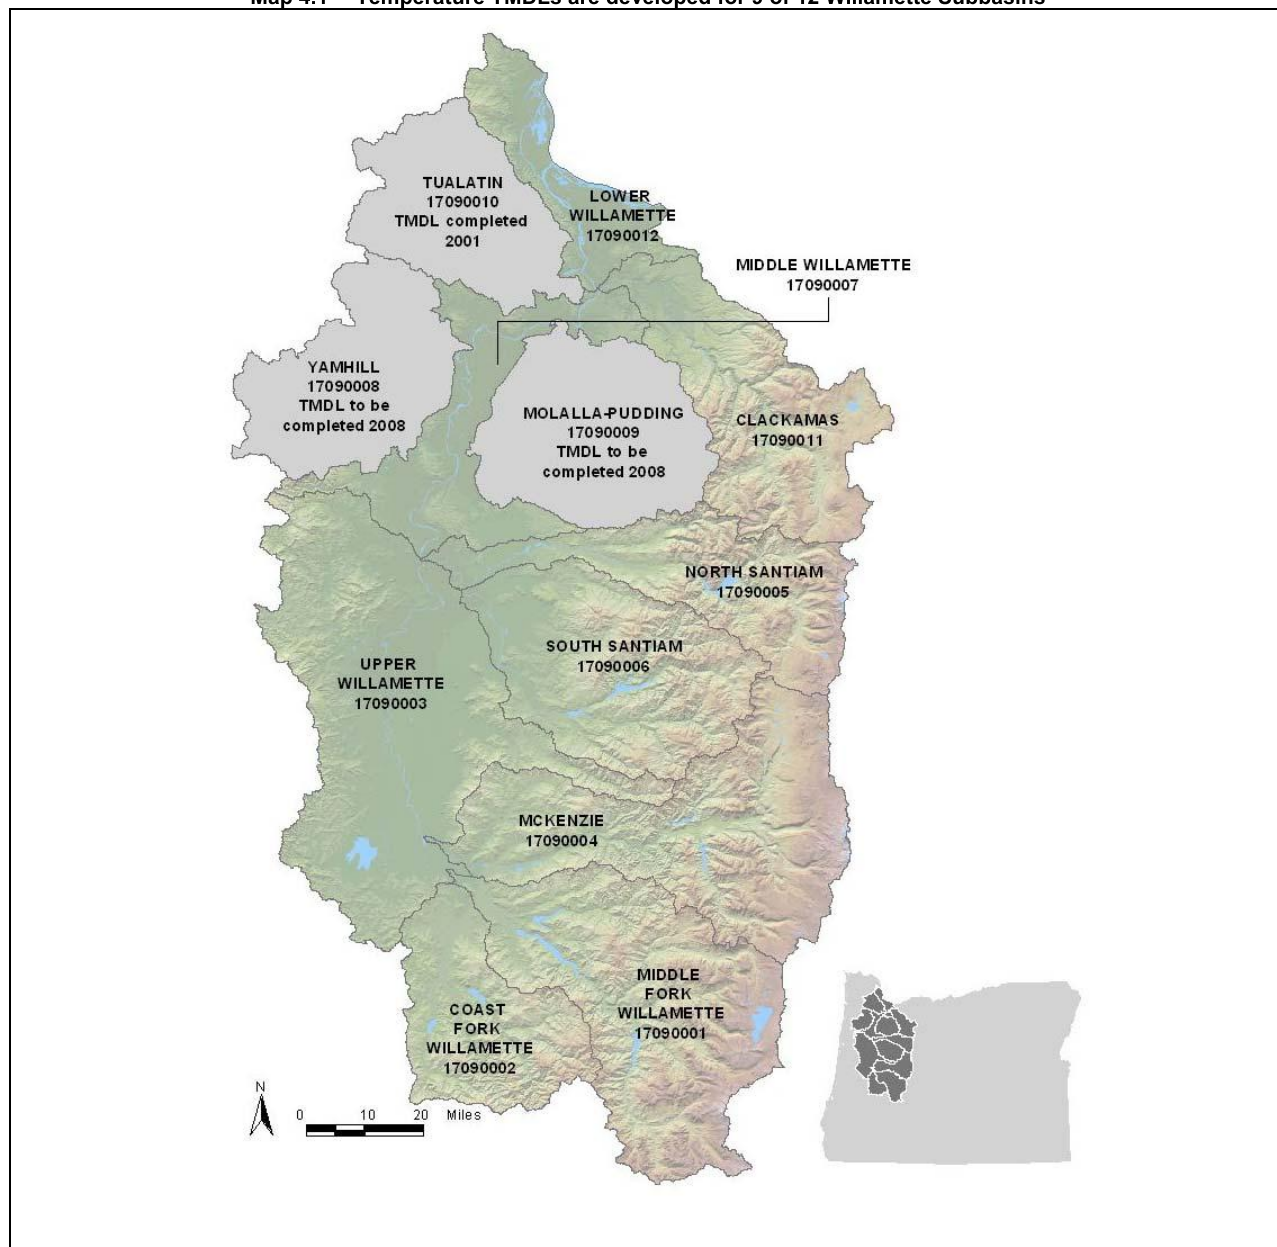 Map 4.1 Temperature TMDLs are developed for 9 of 12 Willamette Subbasins
TUALATIN
17090010
TMDL completed
2001
LOWER
WILLAMETTE
17090012
MIDDLE WILLAMETTE
17090007
YAMHILL
17090008
TMDL to be
completed 2008
MOLALLA-PUDDING
17090009
TMDL to be
completed 2008
CLACKAMAS
17090011
NORTH SANTIAM
17090005
SOUTH SANTIAM
17090006
UPPER
WILLAMETTE
17090003
MCKENZIE
17090004
MIDDLE
FORK
WILLAMETTE
17090001
COAST
FORK
WILLAMETTE
17090002
N
0 10 20 Miles